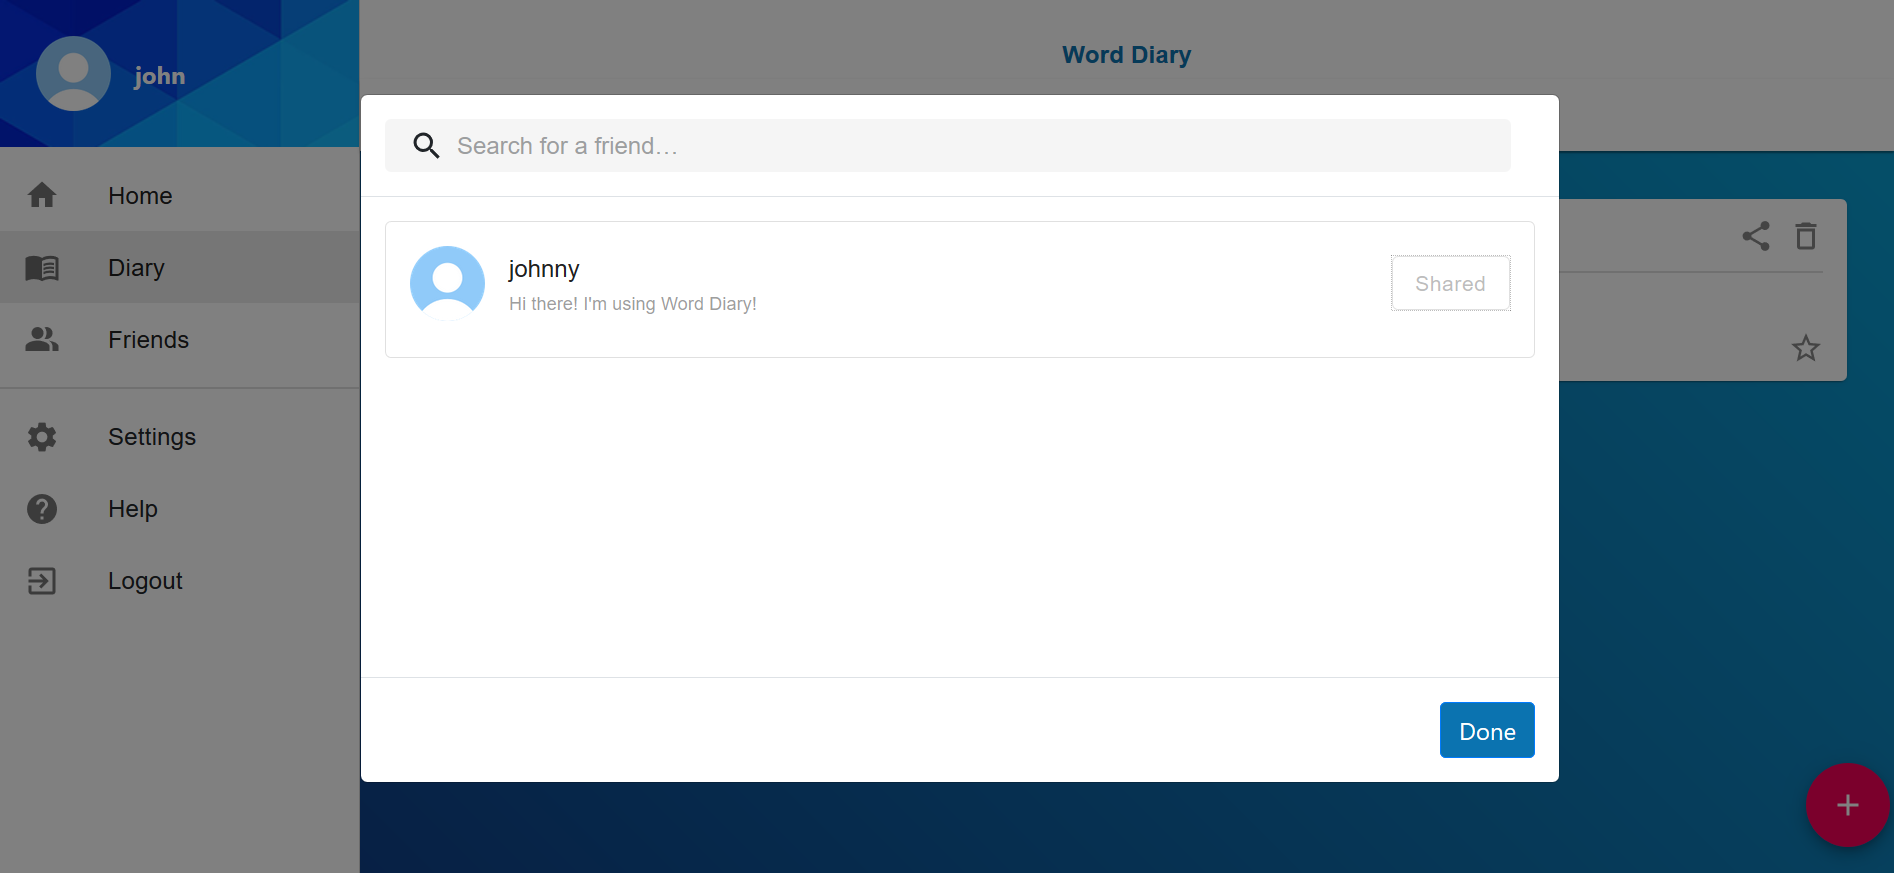 john
Word Diary
Home
Diary
Friends
Settings
Help
Logout
Search for a friend…
johnny
Hi there! I'm using Word Diary!
Shared
Done